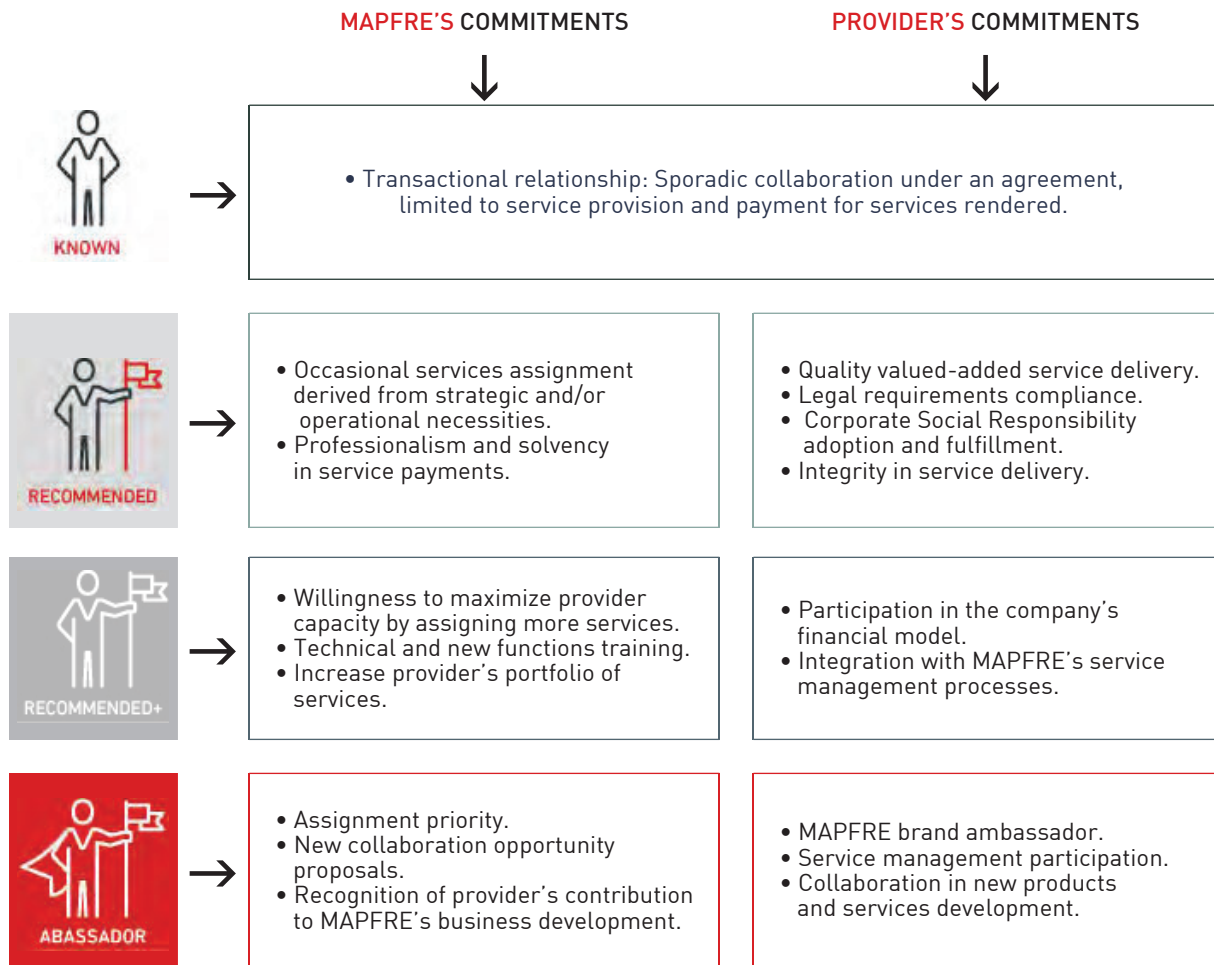 MAPFRE'S COMMITMENTS
PROVIDER'S COMMITMENTS
KNOWN
• Transactional relationship: Sporadic collaboration under an agreement,
limited to service provision and payment for services rendered.
RECOMMENDED
• Occasional services assignment
derived from strategic and/or
operational necessities.
• Professionalism and solvency
in service payments.
• Quality valued-added service delivery.
• Legal requirements compliance.
• Corporate Social Responsibility
adoption and fulfillment.
• Integrity in service delivery.
RECOMMENDED+
• Willingness to maximize provider
capacity by assigning more services.
• Technical and new functions training.
• Increase provider's portfolio of
services.
• Participation in the company's
financial model.
• Integration with MAPFRE's service
management processes.
ABASSADOR
• Assignment priority.
• New collaboration opportunity
proposals.
• Recognition of provider's contribution
to MAPFRE's business development.
• MAPFRE brand ambassador.
• Service management participation.
• Collaboration in new products
and services development.